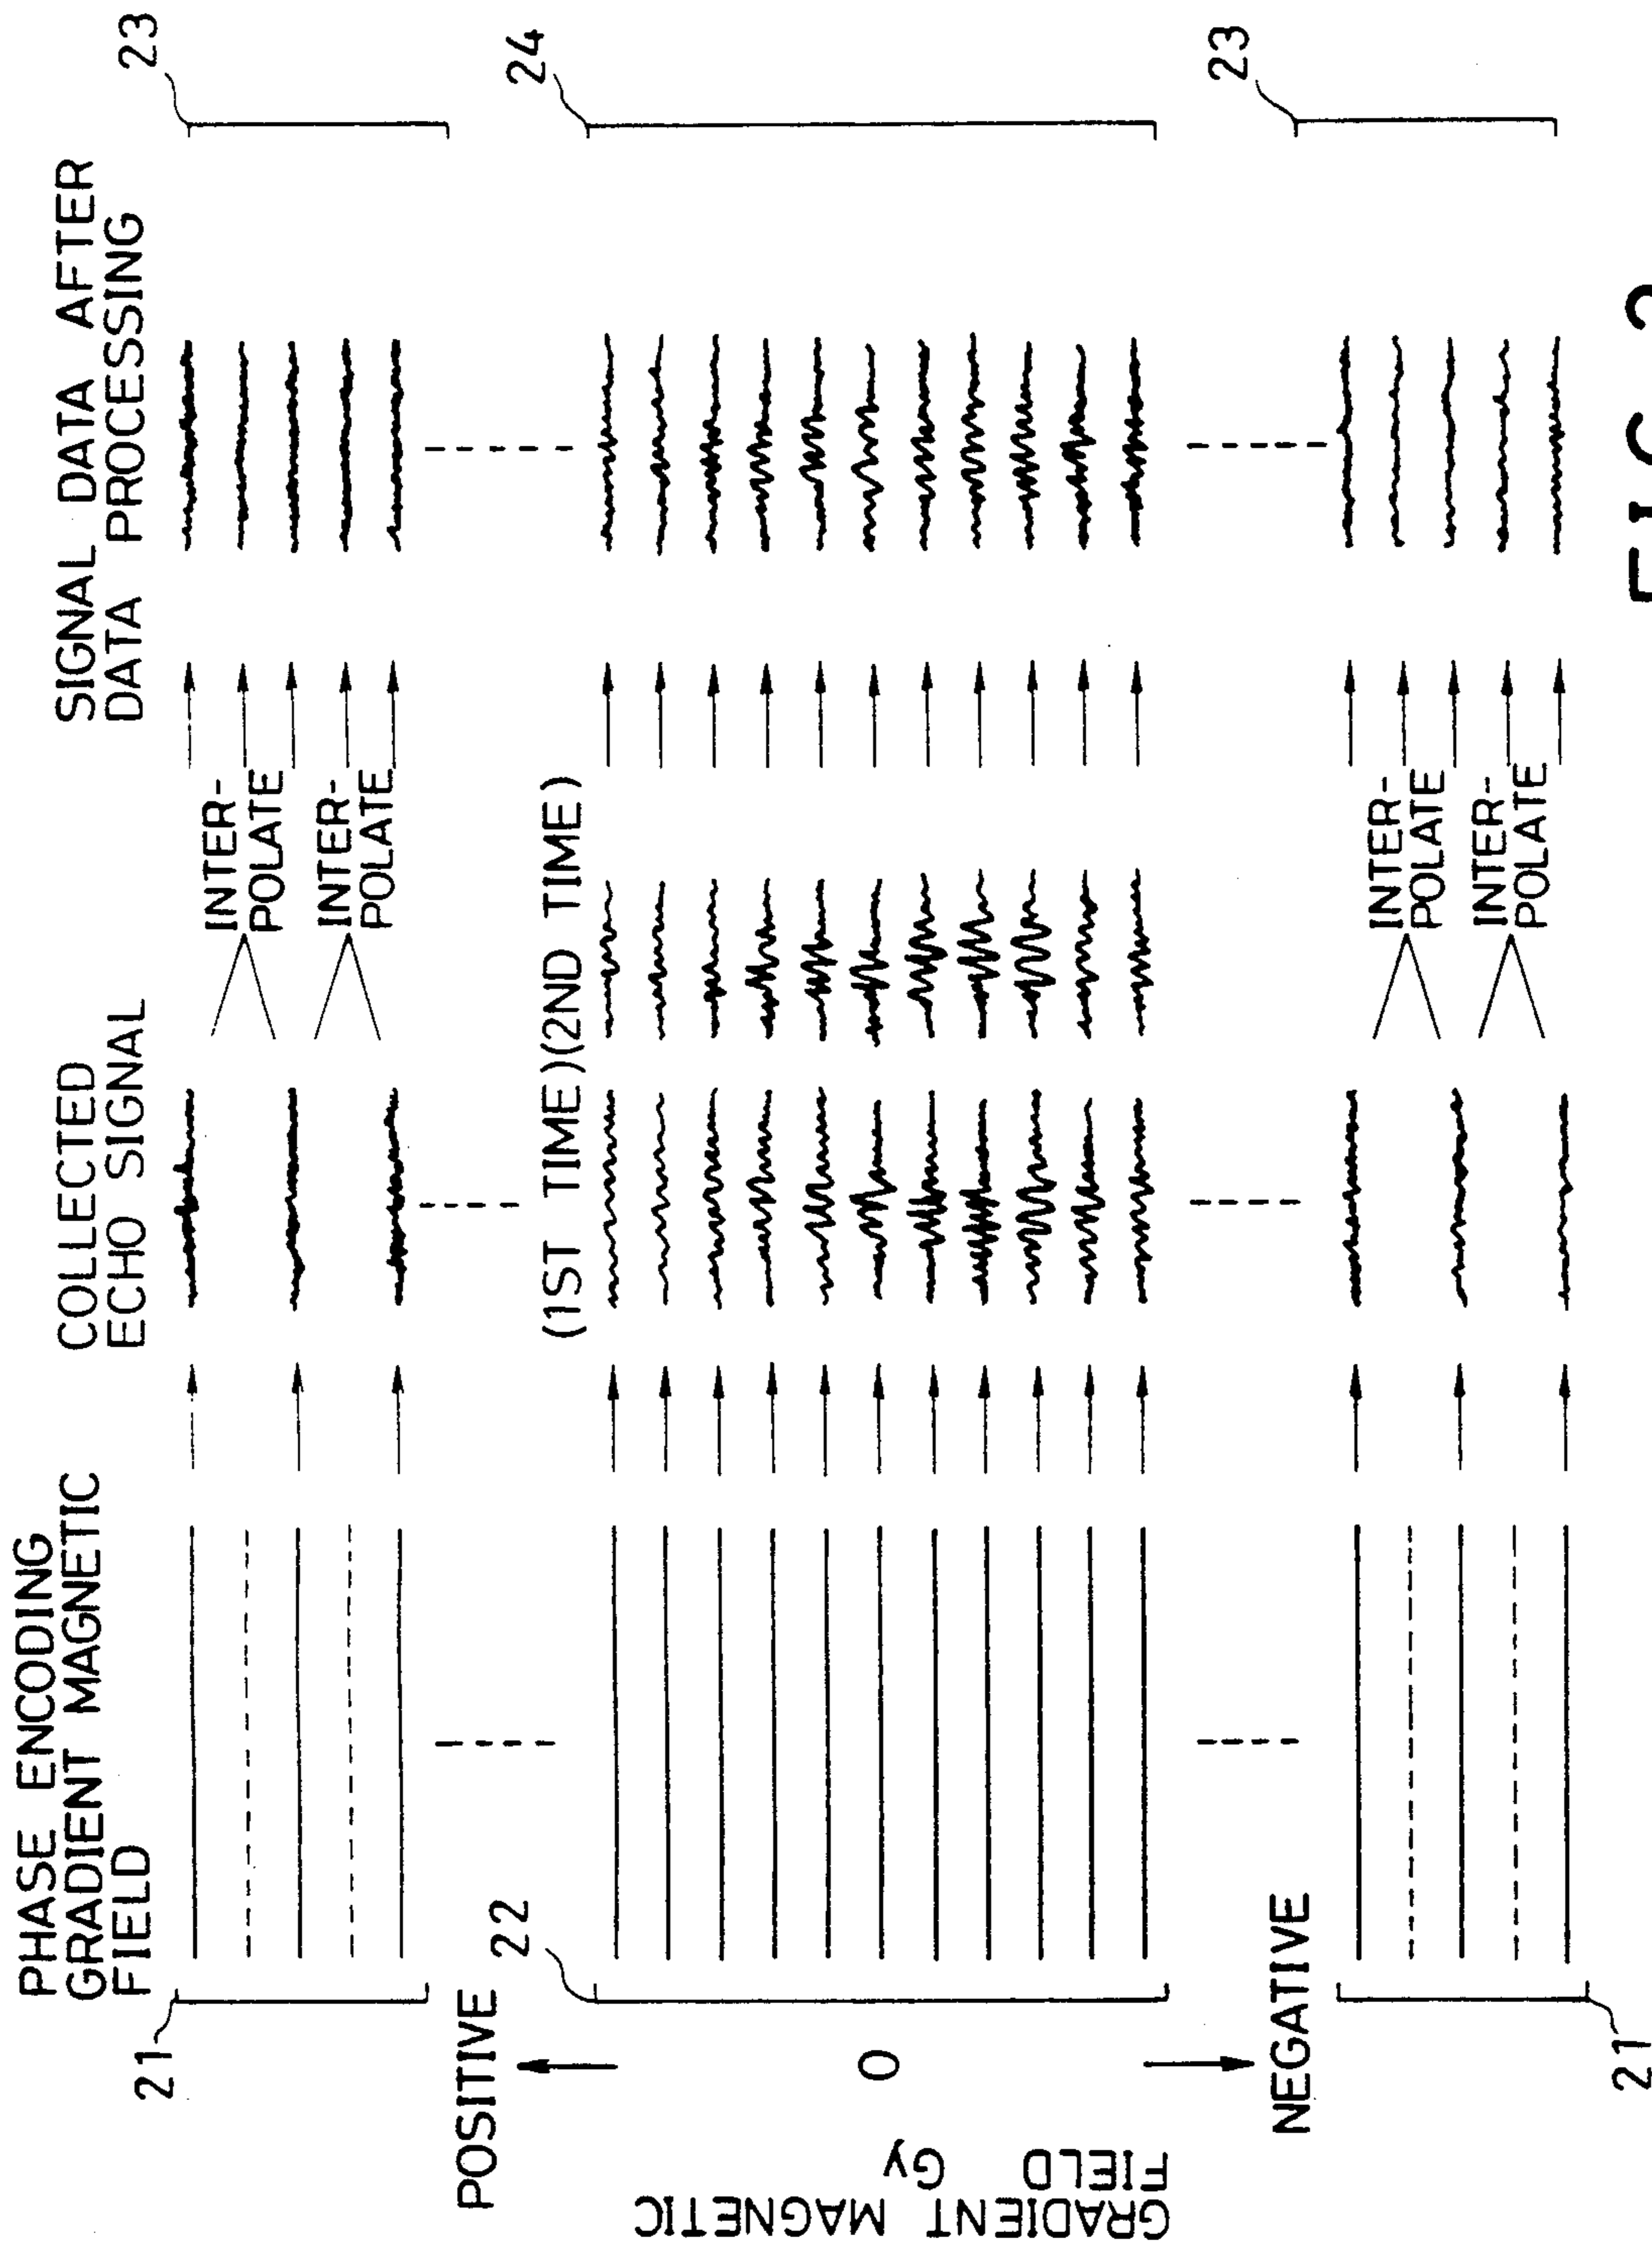 PHASE ENCODING
GRADIENT MAGNETIC
FIELD
COLLECTED
ECHO SIGNAL
SIGNAL DATA AFTER
DATA PROCESSING
21
23
INTER-
POLATE
INTER-
POLATE
POSITIVE
22
(1ST TIME)(2ND TIME)
24
GRADIENT MAGNETIC
FIELD Gy
0
NEGATIVE
21
INTER-
POLATE
INTER-
POLATE
23